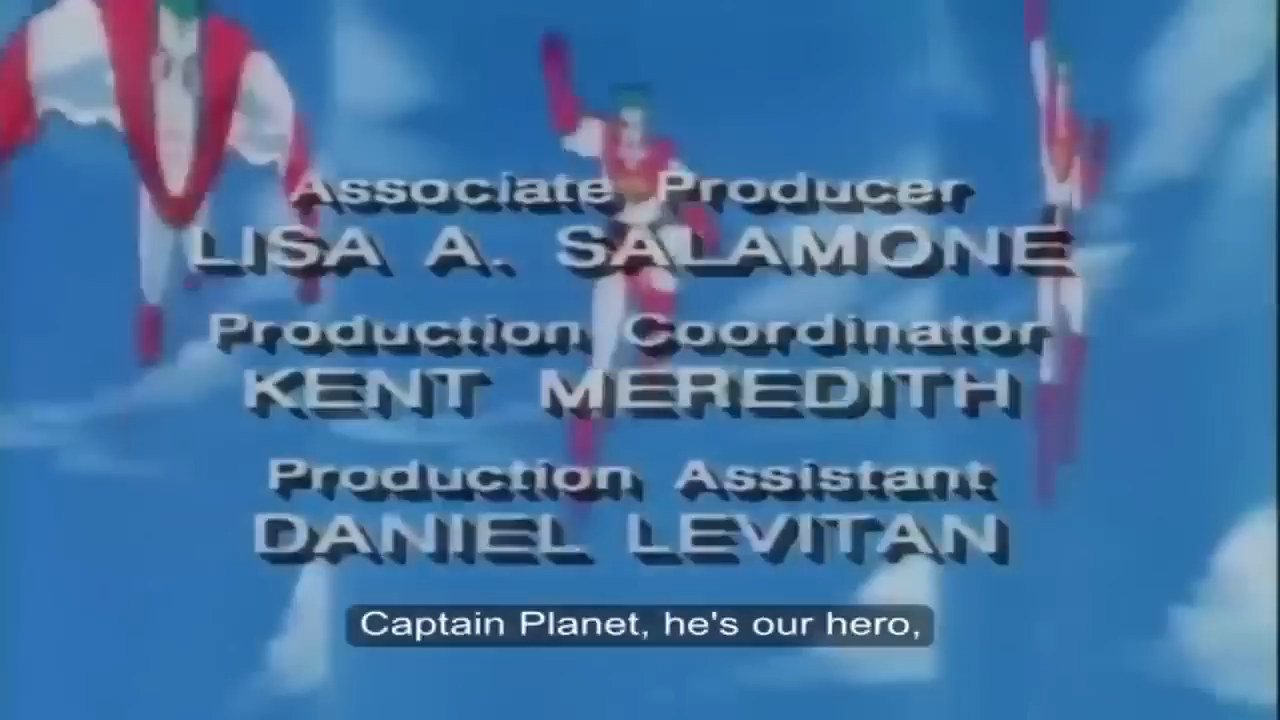 Associate Producer
LISA A. SALAMONE
Production Coordinator
KENT MEREDITH
Production Assistant
DANIEL LEVITAN
Captain Planet, he's our hero,